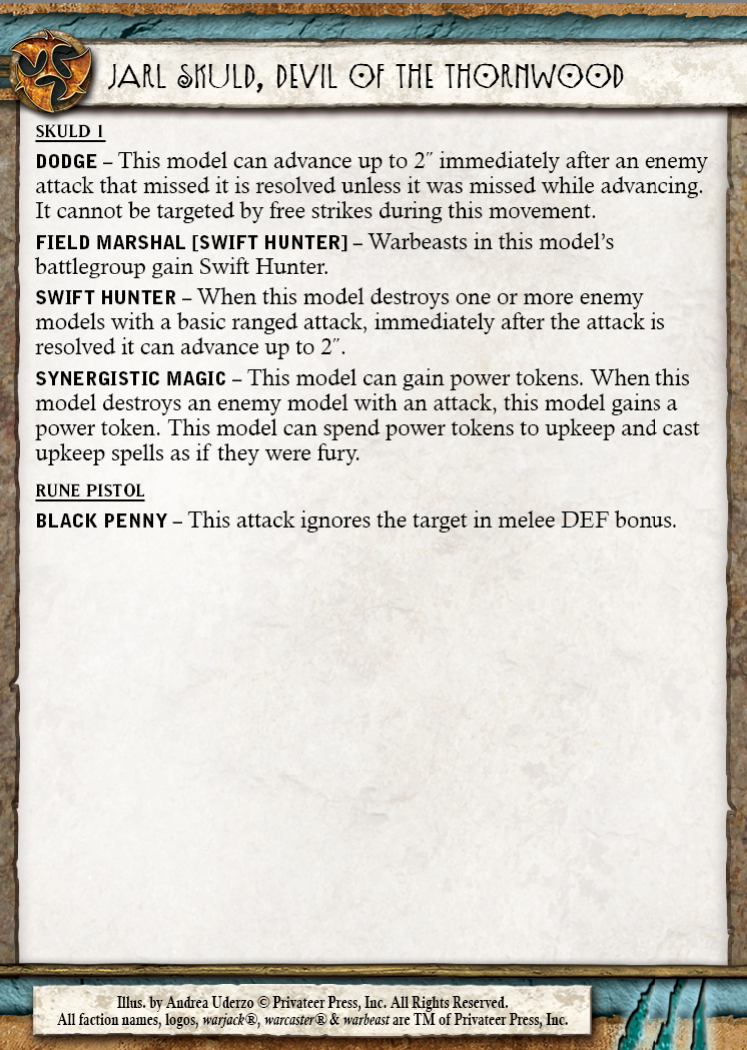 JARL SKULD, DEVIL OF THE THORNWOOD
SKULD 1
DODGE – This model can advance up to 2˝ immediately after an enemy
attack that missed it is resolved unless it was missed while advancing.
It cannot be targeted by free strikes during this movement.
FIELD MARSHAL [SWIFT HUNTER] – Warbeasts in this model’s
battlegroup gain Swift Hunter.
SWIFT HUNTER – When this model destroys one or more enemy
models with a basic ranged attack, immediately after the attack is
resolved it can advance up to 2˝.
SYNERGISTIC MAGIC – This model can gain power tokens. When this
model destroys an enemy model with an attack, this model gains a
power token. This model can spend power tokens to upkeep and cast
upkeep spells as if they were fury.
RUNE PISTOL
BLACK PENNY – This attack ignores the target in melee DEF bonus.
Illus. by Andrea Uderzo © Privateer Press, Inc. All Rights Reserved.
All faction names, logos, warjack®, warcaster® & warbeast are TM of Privateer Press, Inc.